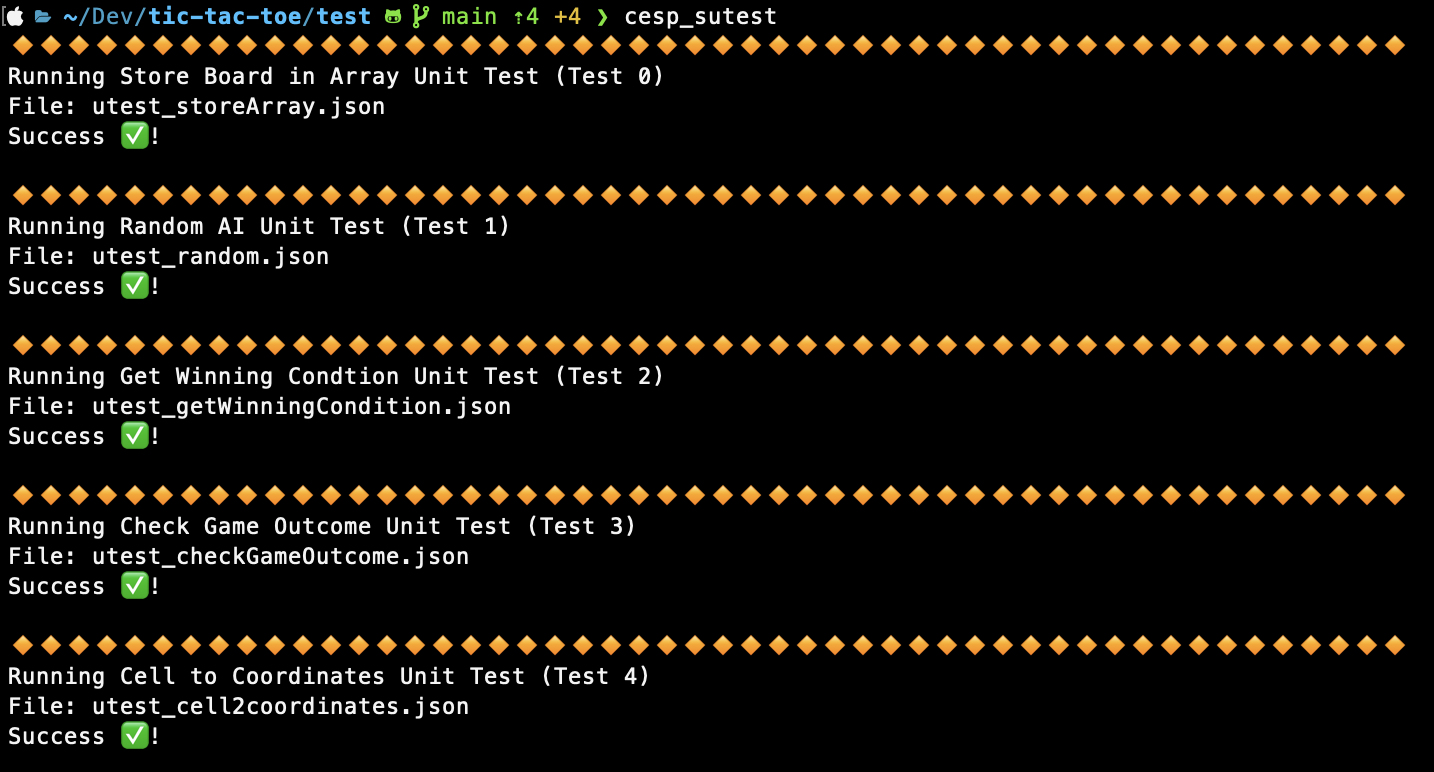 ~/Dev/tic-tac-toe/test main ⇡4 +4 ❯ cesp_sutest
Running Store Board in Array Unit Test (Test 0)
File: utest_storeArray.json
Success ✅!
Running Random AI Unit Test (Test 1)
File: utest_random.json
Success ✅!
Running Get Winning Condtion Unit Test (Test 2)
File: utest_getWinningCondition.json
Success ✅!
Running Check Game Outcome Unit Test (Test 3)
File: utest_checkGameOutcome.json
Success ✅!
Running Cell to Coordinates Unit Test (Test 4)
File: utest_cell2coordinates.json
Success ✅!